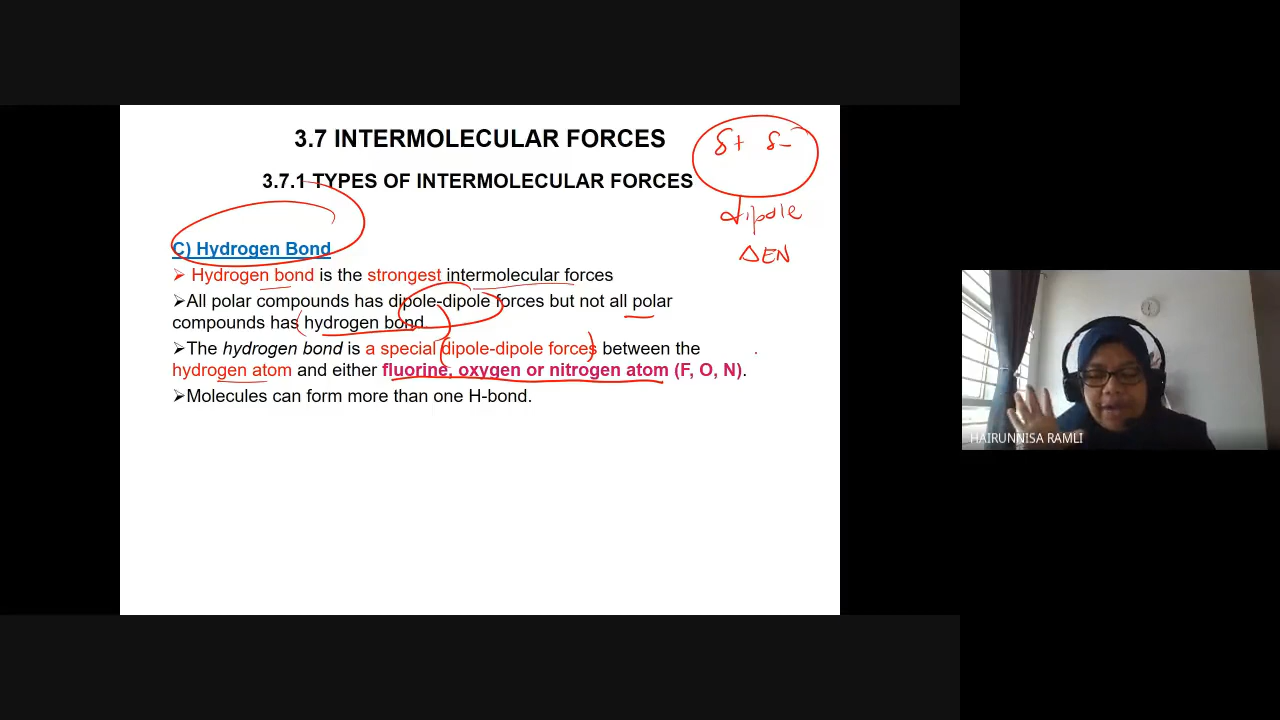 3.7 INTERMOLECULAR FORCES
δ+ δ-
3.7.1 TYPES OF INTERMOLECULAR FORCES
dipole
C) Hydrogen Bond
ΔEN
➢ Hydrogen bond is the strongest intermolecular forces
➢All polar compounds has dipole-dipole forces but not all polar
compounds has hydrogen bond.
➢The hydrogen bond is a special dipole-dipole forces between the
hydrogen atom and either fluorine, oxygen or nitrogen atom (F, O, N).
➢Molecules can form more than one H-bond.
HAIRUNNISA RAMLI